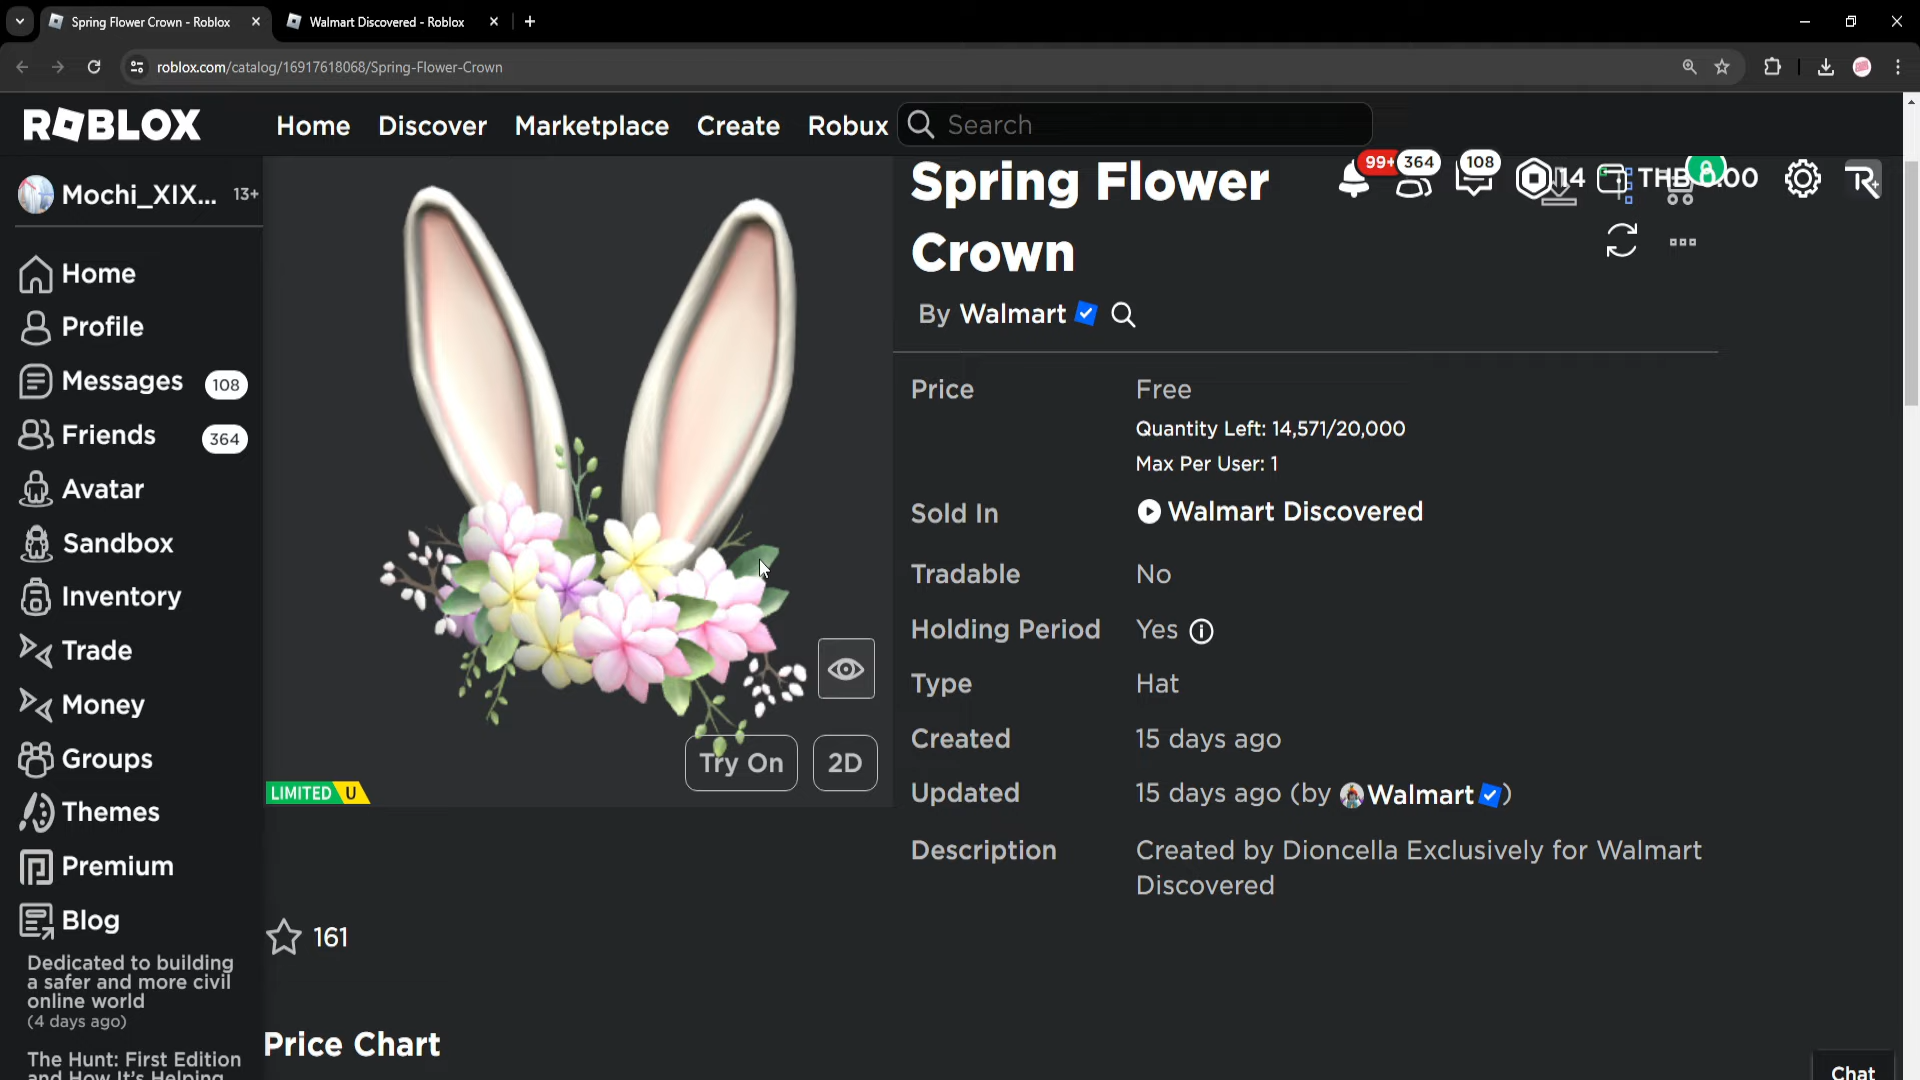 Spring Flower Crown - Roblox
Walmart Discovered - Roblox
roblox.com/catalog/16917618068/Spring-Flower-Crown
ROBLOX
Home
Discover
Marketplace
Create
Robux
Search
Mochi_XIX...
13+
Home
Profile
Messages
108
Friends
364
Avatar
Sandbox
Inventory
Trade
Money
Groups
Themes
Premium
Blog
Dedicated to building
a safer and more civil
online world
(4 days ago)
The Hunt: First Edition
and How It's Helping
LIMITED U
Try On
2D
161
Price Chart
Spring Flower
Crown
99+
364
108
14
By Walmart
Price
Free
Quantity Left: 14,571/20,000
Max Per User: 1
Sold In
Walmart Discovered
Tradable
No
Holding Period
Yes
Type
Hat
Created
15 days ago
Updated
15 days ago (by Walmart)
Description
Created by Dioncella Exclusively for Walmart
Discovered
Chat